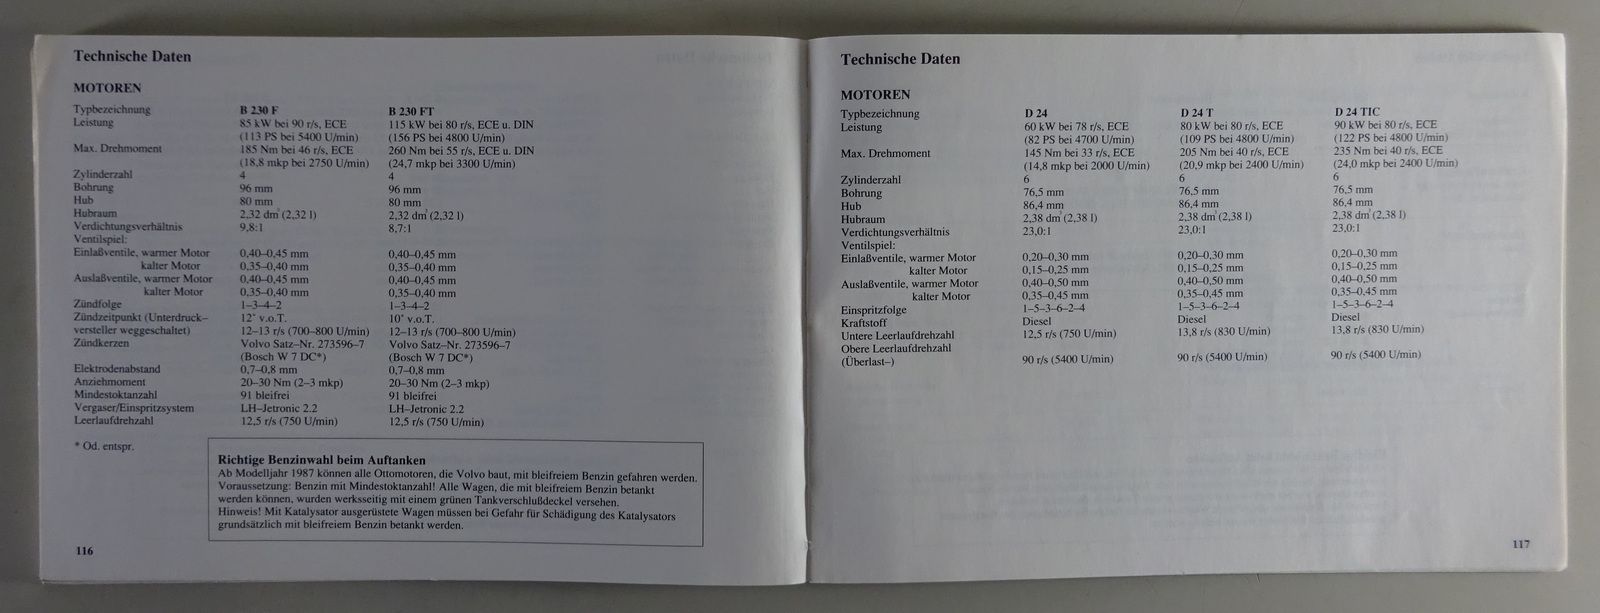 Technische Daten
MOTOREN
Typbezeichnung B 230 F B 230 FT
Leistung 85 kW bei 90 r/s, ECE 115 kW bei 80 r/s, ECE u. DIN
(113 PS bei 5400 U/min) (156 PS bei 4800 U/min)
Max. Drehmoment 185 Nm bei 46 r/s, ECE 260 Nm bei 55 r/s, ECE u. DIN
(18,8 mkp bei 2750 U/min) (24,7 mkp bei 3300 U/min)
Zylinderzahl 4 4
Bohrung 96 mm 96 mm
Hub 80 mm 80 mm
Hubraum 2,32 dm³ (2,32 l) 2,32 dm³ (2,32 l)
Verdichtungsverhältnis 9,8:1 8,7:1
Ventilspiel:
Einlaßventile, warmer Motor 0,40–0,45 mm 0,40–0,45 mm
kalter Motor 0,35–0,40 mm 0,35–0,40 mm
Auslaßventile, warmer Motor 0,40–0,45 mm 0,40–0,45 mm
kalter Motor 0,35–0,40 mm 0,35–0,40 mm
Zündfolge 1–3–4–2 1–3–4–2
Zündzeitpunkt (Unterdruck– 12° v.o.T. 10° v.o.T.
versteller weggeschaltet) 12–13 r/s (700–800 U/min) 12–13 r/s (700–800 U/min)
Zündkerzen Volvo Satz–Nr. 273596–7 Volvo Satz–Nr. 273596–7
(Bosch W 7 DC*) (Bosch W 7 DC*)
Elektrodenabstand 0,7–0,8 mm 0,7–0,8 mm
Anziehmoment 20–30 Nm (2–3 mkp) 20–30 Nm (2–3 mkp)
Mindestoktanzahl 91 bleifrei 91 bleifrei
Vergaser/Einspritzsystem LH–Jetronic 2.2 LH–Jetronic 2.2
Leerlaufdrehzahl 12,5 r/s (750 U/min) 12,5 r/s (750 U/min)
* Od. entspr.
Richtige Benzinwahl beim Auftanken
Ab Modelljahr 1987 können alle Ottomotoren, die Volvo baut, mit bleifreiem Benzin gefahren werden.
Voraussetzung: Benzin mit Mindestoktanzahl! Alle Wagen, die mit bleifreiem Benzin betankt
werden können, wurden werksseitig mit einem grünen Tankverschlußdeckel versehen.
Hinweis! Mit Katalysator ausgerüstete Wagen müssen bei Gefahr für Schädigung des Katalysators
grundsätzlich mit bleifreiem Benzin betankt werden.
116
Technische Daten
MOTOREN
Typbezeichnung D 24 D 24 T D 24 TIC
Leistung 60 kW bei 78 r/s, ECE 80 kW bei 80 r/s, ECE 90 kW bei 80 r/s, ECE
(82 PS bei 4700 U/min) (109 PS bei 4800 U/min) (122 PS bei 4800 U/min)
Max. Drehmoment 145 Nm bei 33 r/s, ECE 205 Nm bei 40 r/s, ECE 235 Nm bei 40 r/s, ECE
(14,8 mkp bei 2000 U/min) (20,9 mkp bei 2400 U/min) (24,0 mkp bei 2400 U/min)
Zylinderzahl 6 6 6
Bohrung 76,5 mm 76,5 mm 76,5 mm
Hub 86,4 mm 86,4 mm 86,4 mm
Hubraum 2,38 dm³ (2,38 l) 2,38 dm³ (2,38 l) 2,38 dm³ (2,38 l)
Verdichtungsverhältnis 23,0:1 23,0:1 23,0:1
Ventilspiel:
Einlaßventile, warmer Motor 0,20–0,30 mm 0,20–0,30 mm 0,20–0,30 mm
kalter Motor 0,15–0,25 mm 0,15–0,25 mm 0,15–0,25 mm
Auslaßventile, warmer Motor 0,40–0,50 mm 0,40–0,50 mm 0,40–0,50 mm
kalter Motor 0,35–0,45 mm 0,35–0,45 mm 0,35–0,45 mm
Einspritzfolge 1–5–3–6–2–4 1–5–3–6–2–4 1–5–3–6–2–4
Kraftstoff Diesel Diesel Diesel
Untere Leerlaufdrehzahl 12,5 r/s (750 U/min) 13,8 r/s (830 U/min) 13,8 r/s (830 U/min)
Obere Leerlaufdrehzahl
(Überlast–) 90 r/s (5400 U/min) 90 r/s (5400 U/min) 90 r/s (5400 U/min)
117